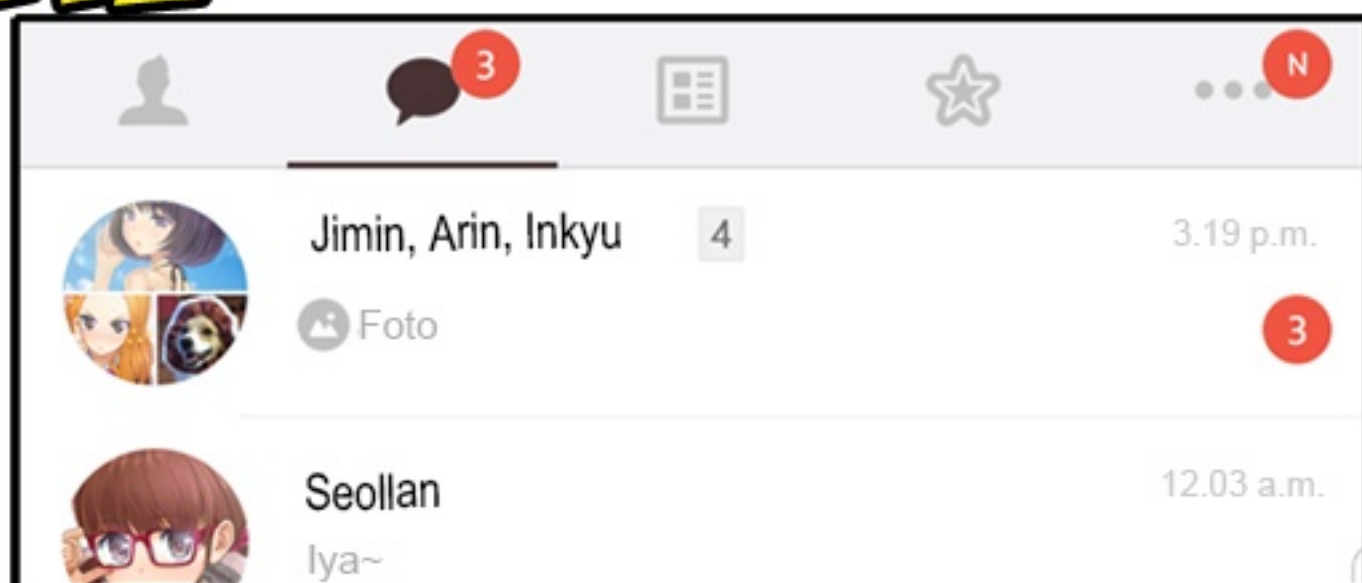 3
N
Jimin, Arin, Inkyu 4 3.19 p.m.
Foto 3
Seollan 12.03 a.m.
Iya~